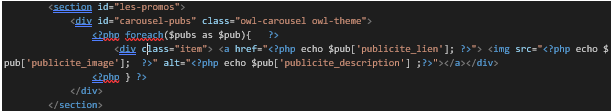 <section id="les-promos">
<div id="carousel-pubs" class="owl-carousel owl-theme">
<?php foreach($pubs as $pub){   ?>
<div class="item"> <a href="<?php echo $pub['publicite_lien']; ?>"> <img src="<?php echo $
pub['publicite_image'];  ?>" alt="<?php echo $pub['publicite_description'] ;?>"></a></div>
<?php } ?>
</div>
</section>